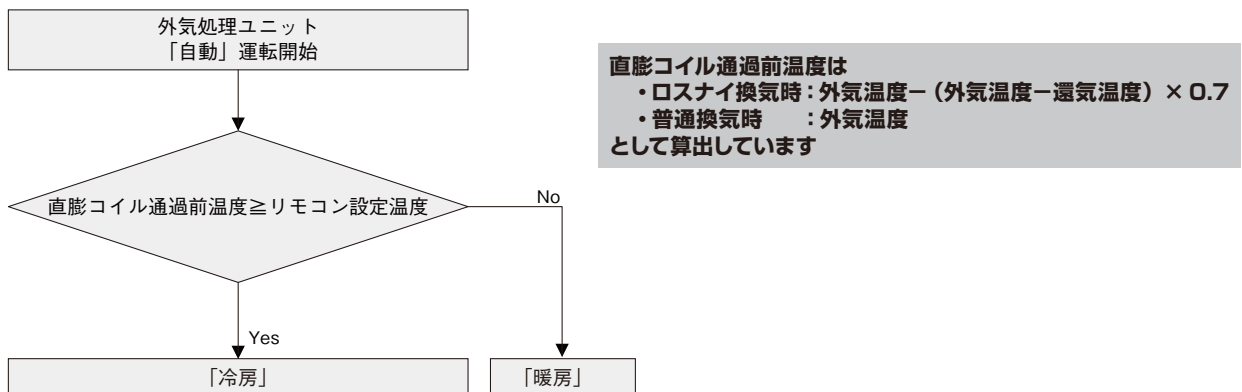 外気処理ユニット
「自動」運転開始
直膨コイル通過前温度は
・ロスナイ換気時：外気温度−（外気温度−還気温度）× 0.7
・普通換気時　　：外気温度
として算出しています
直膨コイル通過前温度≧リモコン設定温度
No
Yes
「冷房」
「暖房」